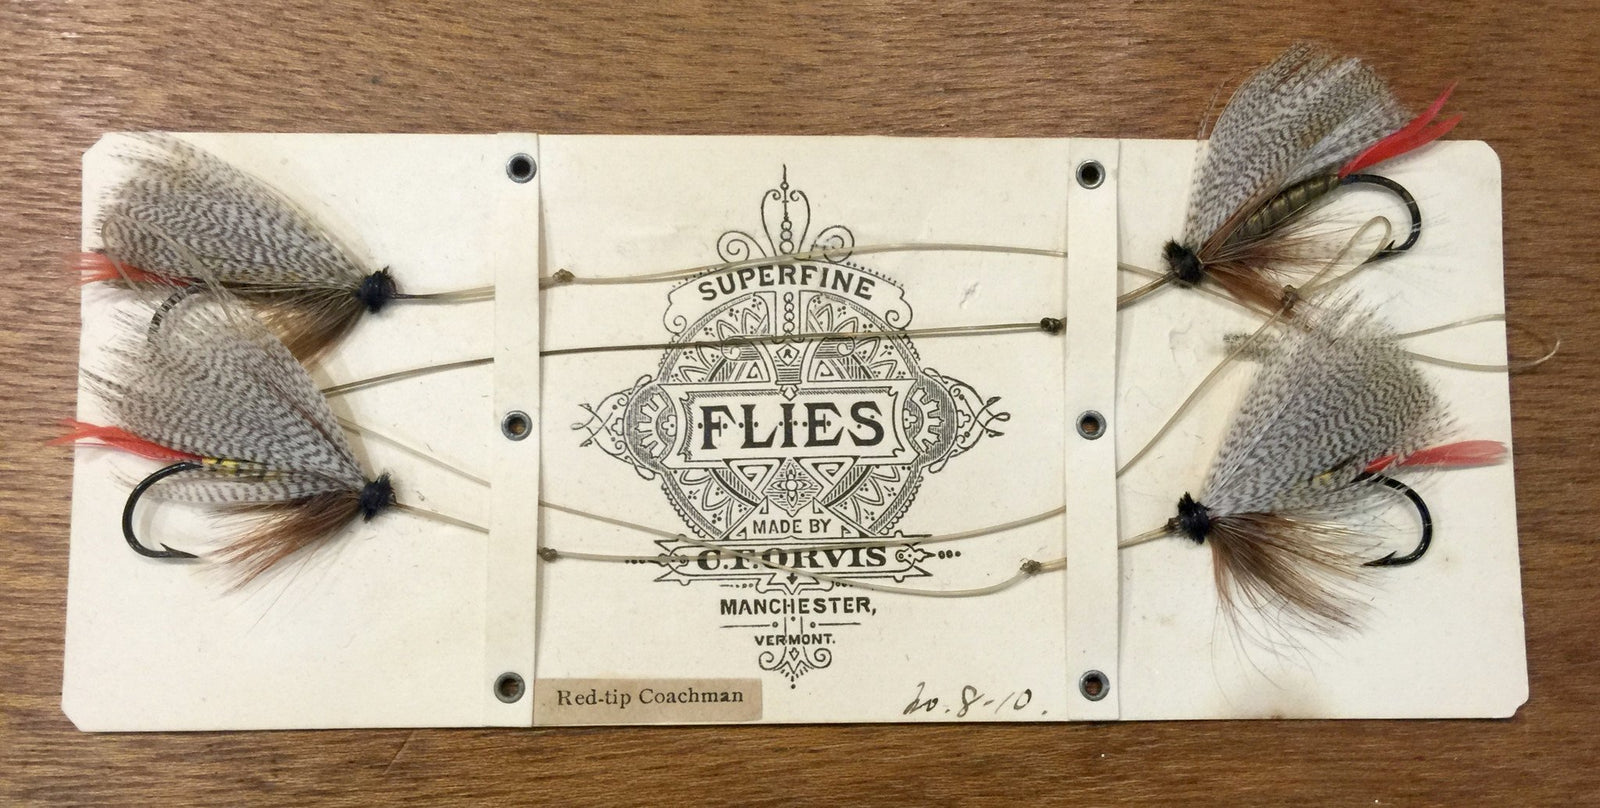 SUPERFINE
FLIES
MADE BY
C.F. ORVIS
MANCHESTER,
VERMONT.
Red-tip Coachman
No. 8-10.